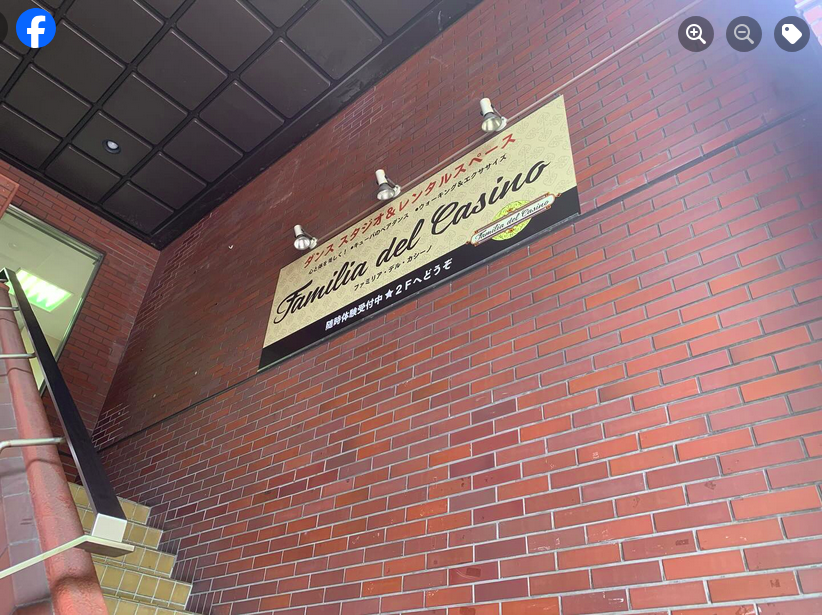 ダンス スタジオ&レンタルスペース
心と体を美しく! ★キューバのペアダンス ★ウォーキング&エクササイズ
Familia del Casino
ファミリア・デル・カシーノ
Familia del Casino
随時体験受付中★2Fへどうぞ